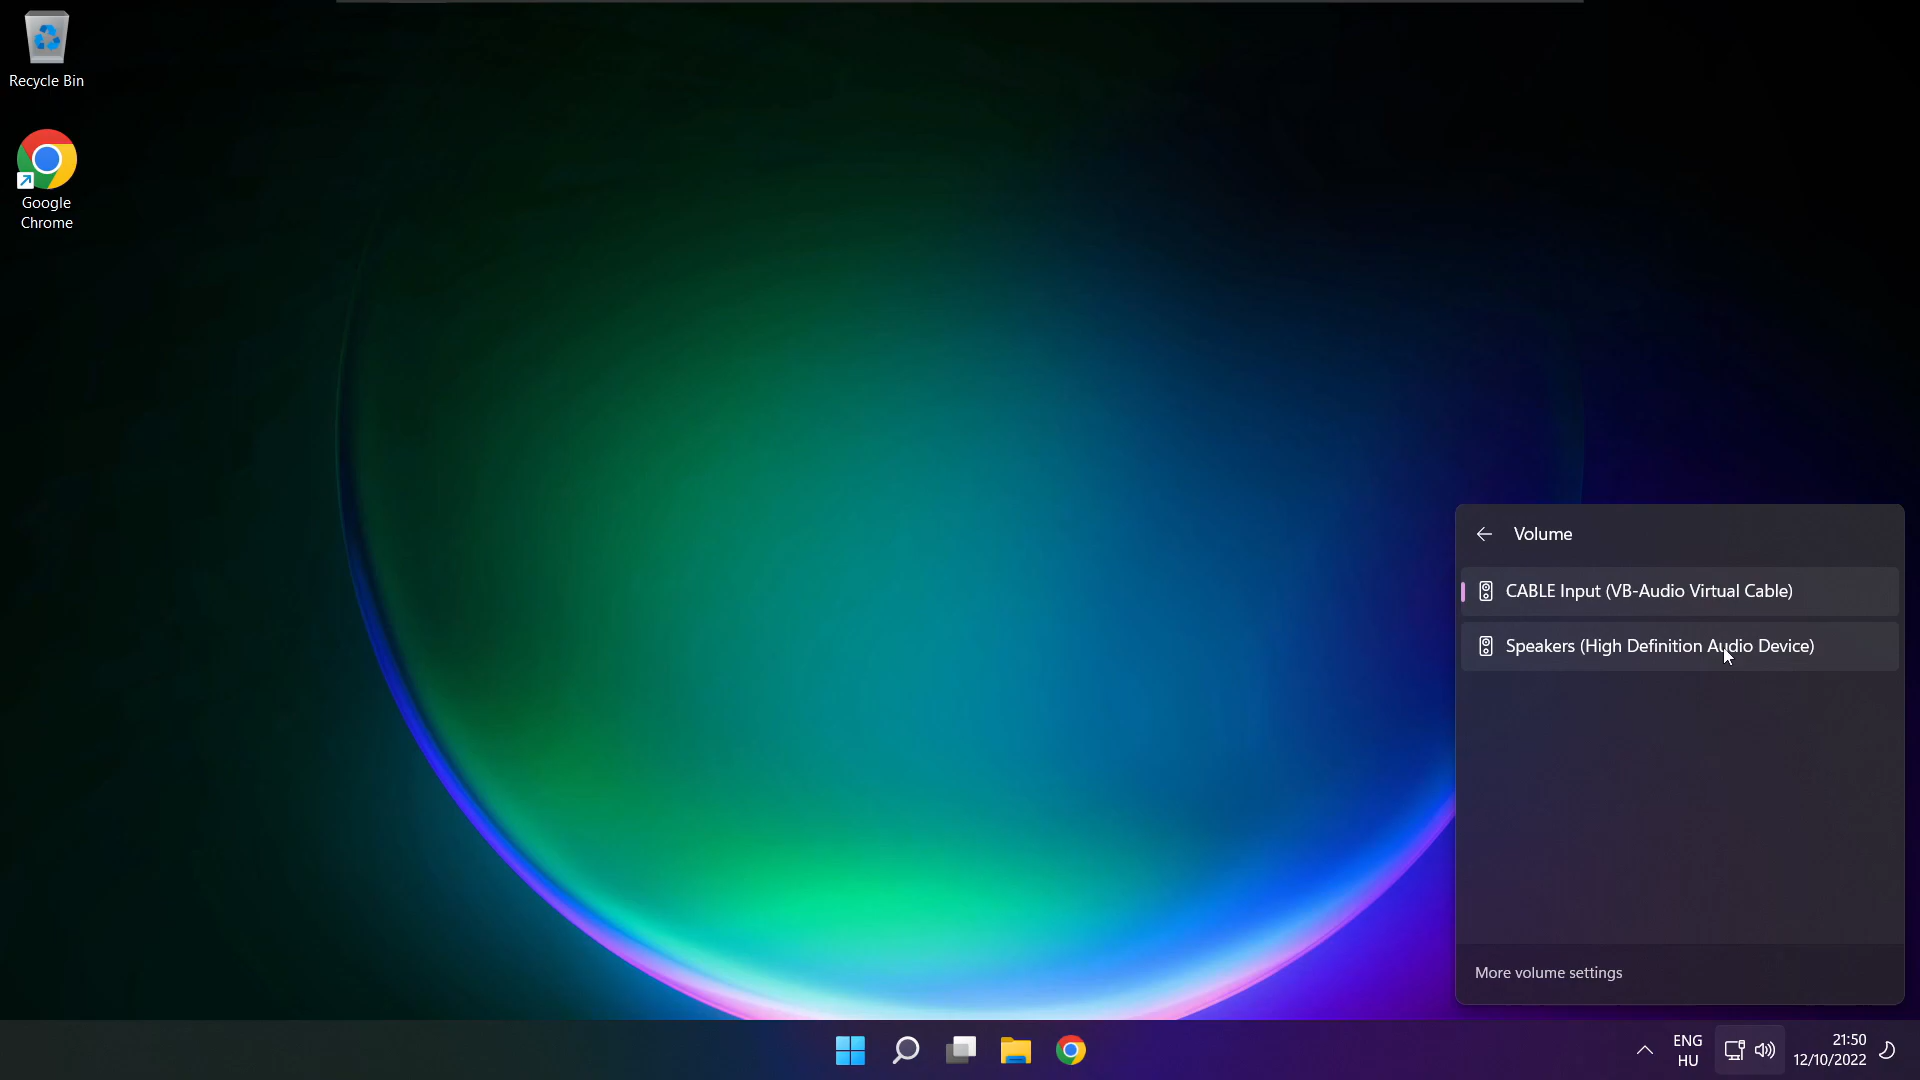 Recycle Bin
Google
Chrome
Volume
CABLE Input (VB-Audio Virtual Cable)
Speakers (High Definition Audio Device)
More volume settings
ENG
HU
21:50
12/10/2022